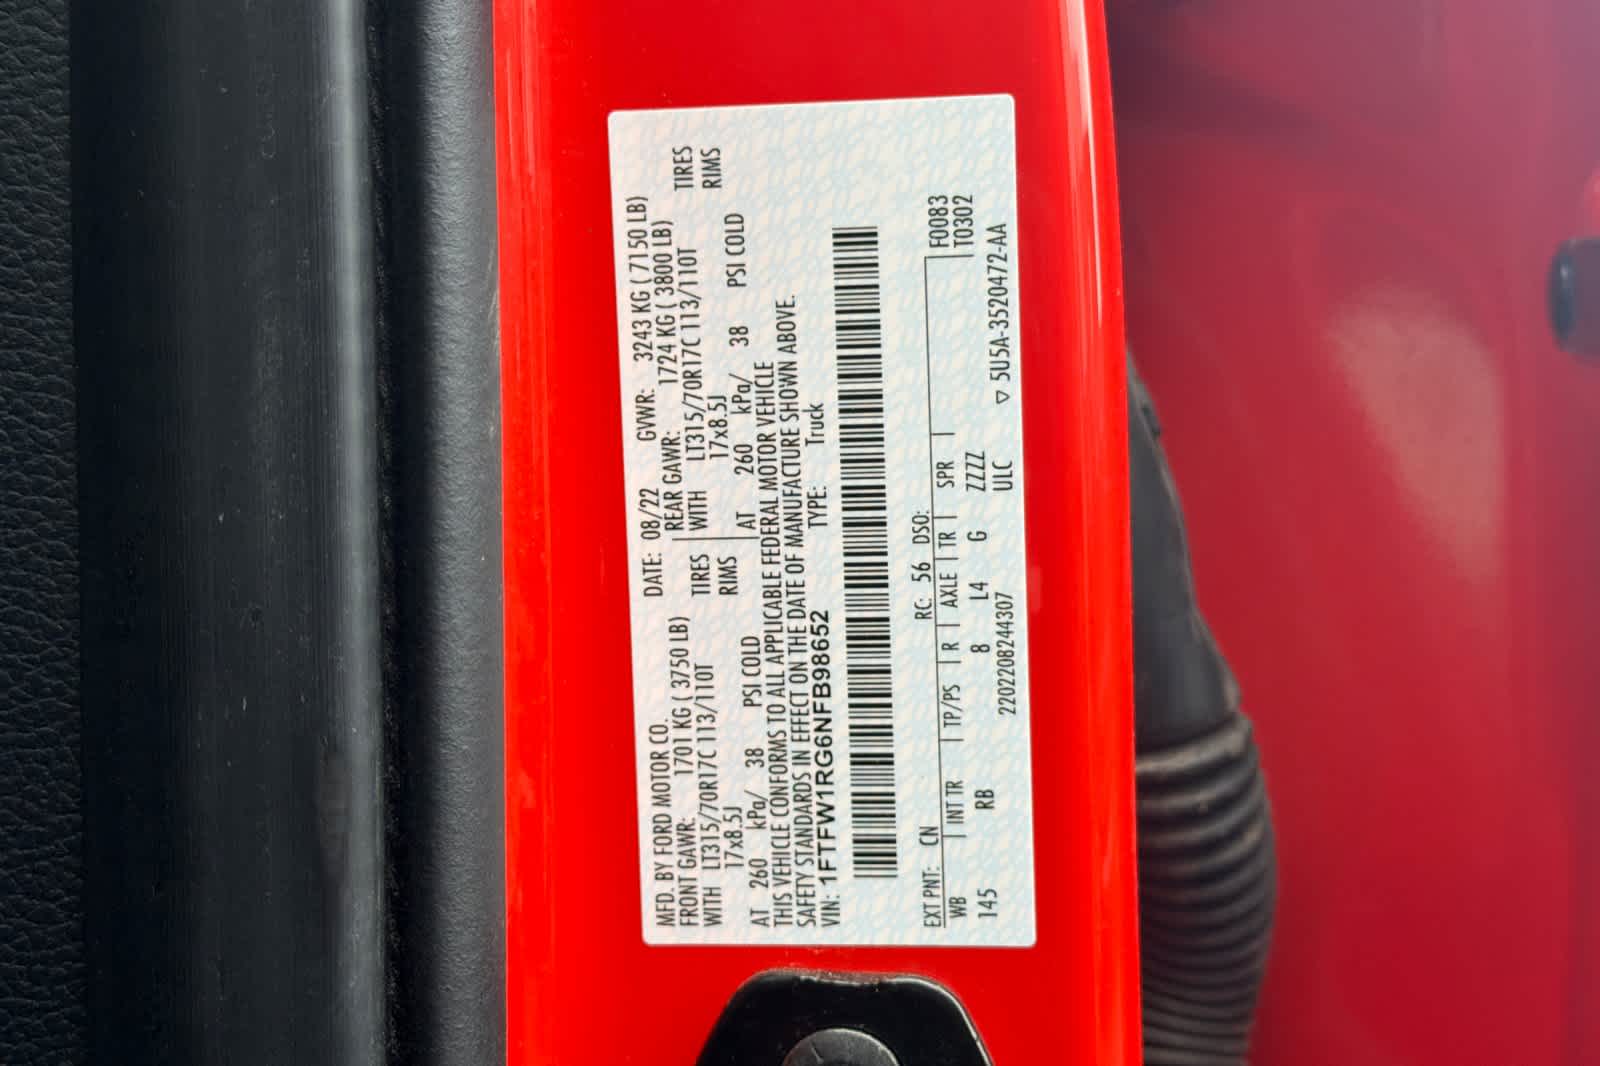 MFD. BY FORD MOTOR CO. DATE: 08/22 GVWR: 3243 KG ( 7150 LB)
FRONT GAWR: 1701 KG ( 3750 LB) REAR GAWR: 1724 KG ( 3800 LB)
WITH LT315/70R17C 113/110T TIRES WITH LT315/70R17C 113/110T TIRES
17x8.5J RIMS 17x8.5J RIMS
AT 260 kPa/ 38 PSI COLD AT 260 kPa/ 38 PSI COLD
THIS VEHICLE CONFORMS TO ALL APPLICABLE FEDERAL MOTOR VEHICLE
SAFETY STANDARDS IN EFFECT ON THE DATE OF MANUFACTURE SHOWN ABOVE.
VIN: 1FTFW1RG6NFB98652 TYPE: Truck
EXT PNT: CN RC: 56 DSO: F0083
WB INT TR TP/PS R AXLE TR SPR T0302
145 RB 8 L4 G ZZZZ
2202208244307 ULC ▽ 5U5A-3520472-AA